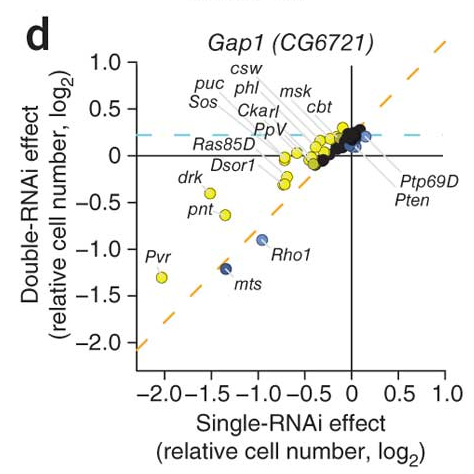 d
Gap1 (CG6721)
csw
puc phl msk
Sos Ckarl cbt
PpV
Ras85D
Dsor1
drk
pnt
Pvr
Rho1
mts
Ptp69D
Pten
1.0
0.5
0
−0.5
−1.0
−1.5
−2.0
Double-RNAi effect
(relative cell number, log2)
−2.0 −1.5 −1.0 −0.5 0 0.5 1.0
Single-RNAi effect
(relative cell number, log2)